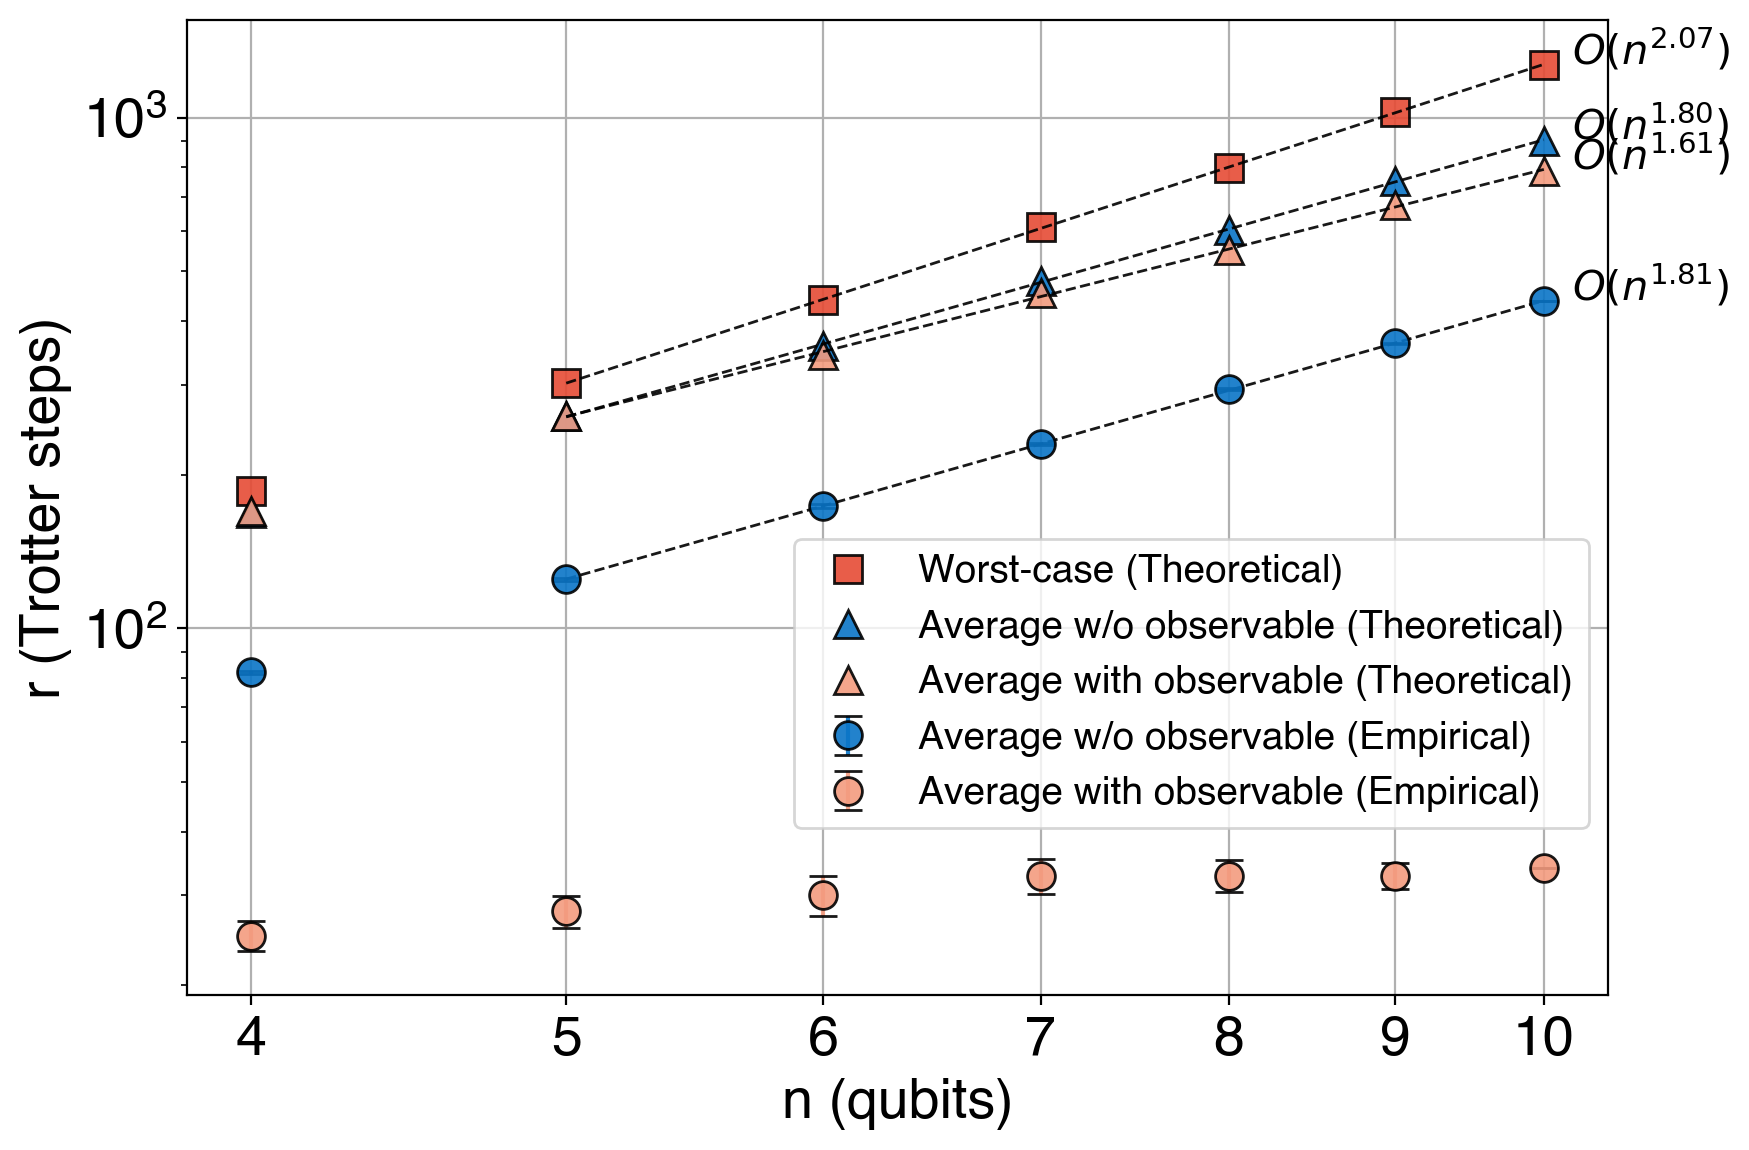 O(n^2.07)
10^3
O(n^1.80)
O(n^1.61)
O(n^1.81)
r (Trotter steps)
Worst-case (Theoretical)
10^2
Average w/o observable (Theoretical)
Average with observable (Theoretical)
Average w/o observable (Empirical)
Average with observable (Empirical)
4 5 6 7 8 9 10
n (qubits)